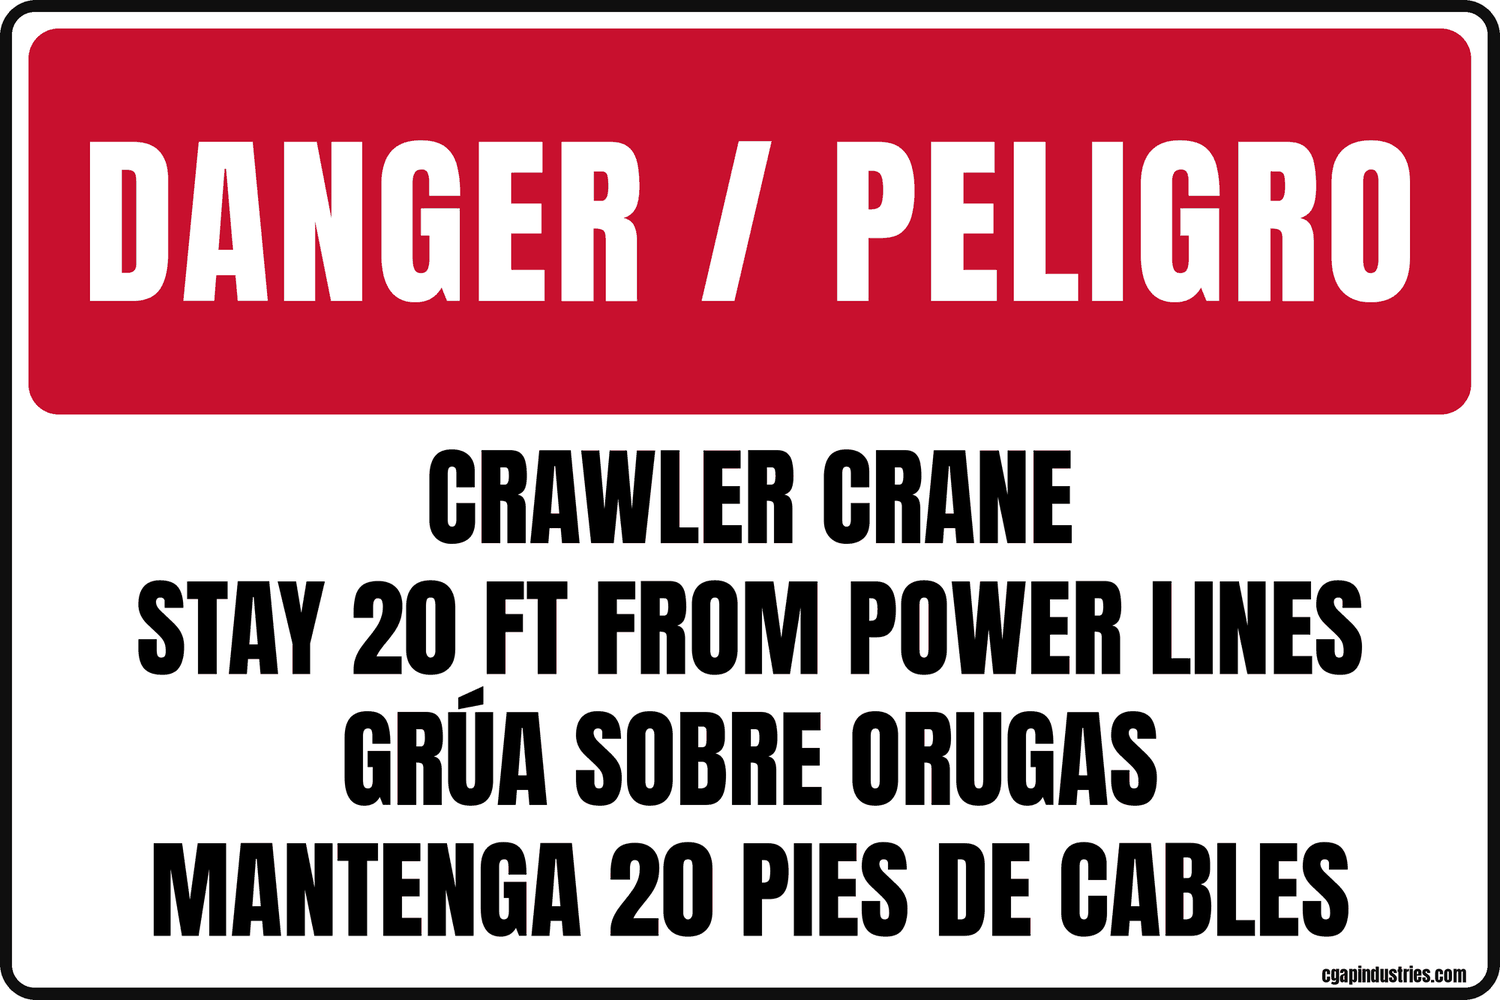 DANGER / PELIGRO
CRAWLER CRANE
STAY 20 FT FROM POWER LINES
GRÚA SOBRE ORUGAS
MANTENGA 20 PIES DE CABLES
cgapindustries.com